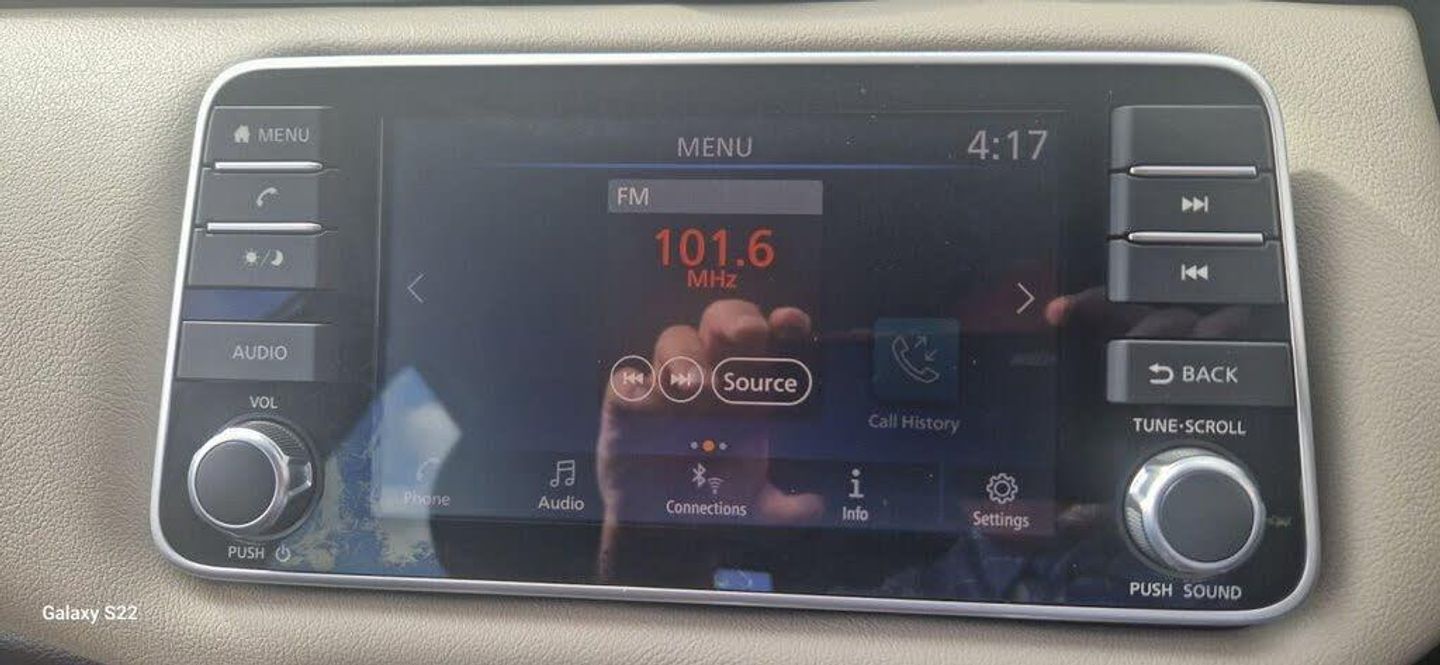 MENU
MENU
4:17
FM
101.6
MHz
AUDIO
Source
BACK
VOL
Call History
TUNE·SCROLL
Phone
Audio
Connections
Info
Settings
PUSH
PUSH SOUND
Galaxy S22